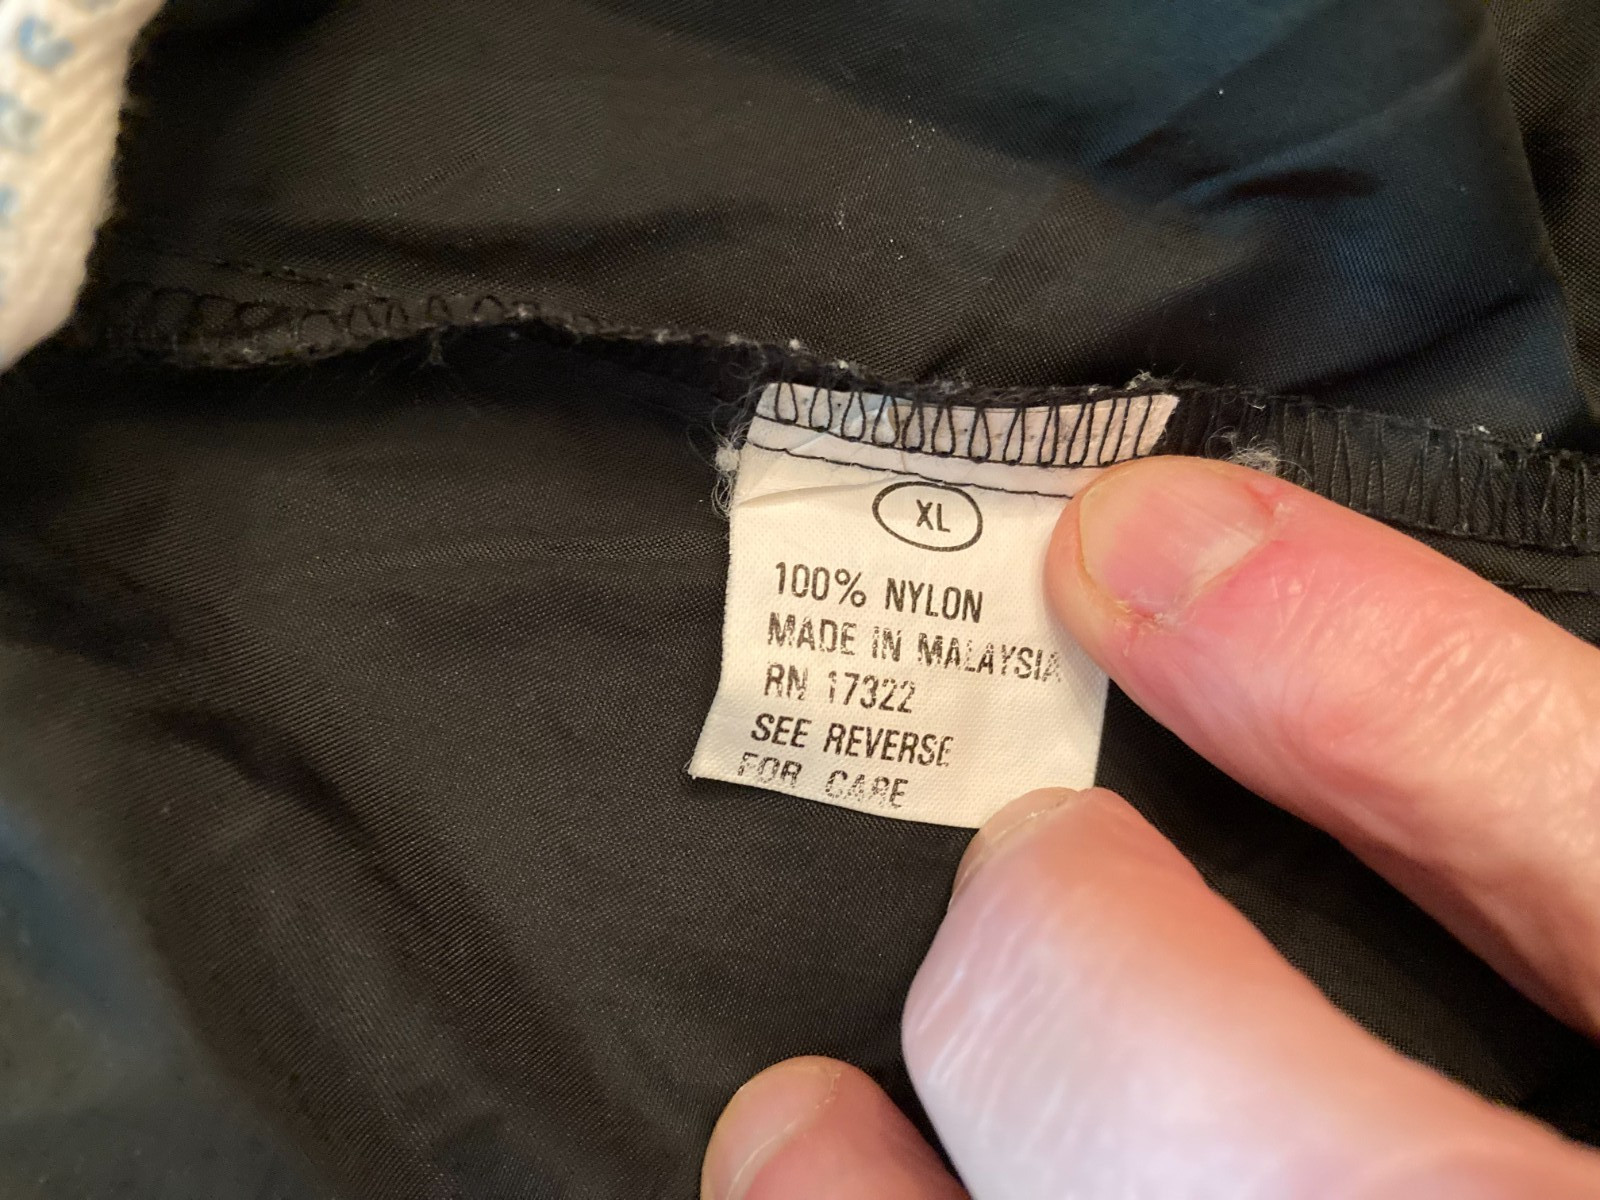 XL
100% NYLON
MADE IN MALAYSIA
RN 17322
SEE REVERSE
FOR CARE